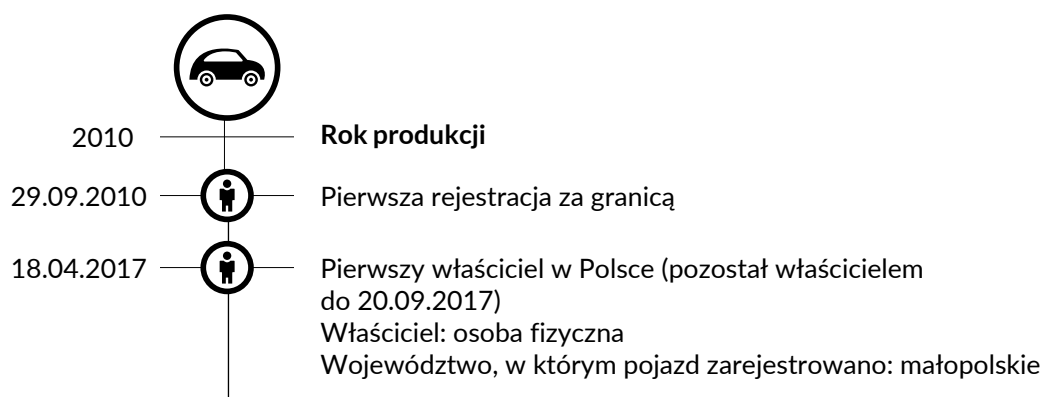 2010 Rok produkcji
29.09.2010 Pierwsza rejestracja za granicą
18.04.2017 Pierwszy właściciel w Polsce (pozostał właścicielem
do 20.09.2017)
Właściciel: osoba fizyczna
Województwo, w którym pojazd zarejestrowano: małopolskie